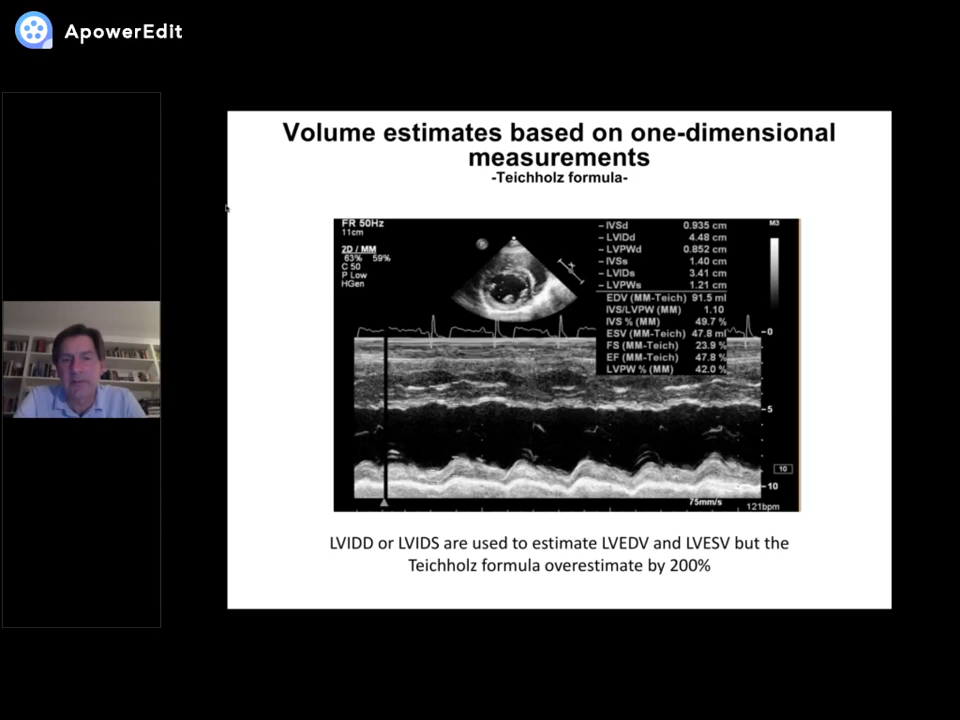 ApowerEdit
Volume estimates based on one-dimensional
measurements
-Teichholz formula-
FR 50Hz
11cm
2D / MM
63% 59%
C 50
P Low
HGen
M3
– IVSd 0.935 cm
– LVIDd 4.48 cm
– LVPWd 0.852 cm
– IVSs 1.40 cm
– LVIDs 3.41 cm
– LVPWs 1.21 cm
EDV (MM-Teich) 91.5 ml
IVS/LVPW (MM) 1.10
IVS % (MM) 49.7 %
ESV (MM-Teich) 47.8 ml
FS (MM-Teich) 23.9 %
EF (MM-Teich) 47.8 %
LVPW % (MM) 42.0 %
0
5
10
10
75mm/s
121bpm
LVIDD or LVIDS are used to estimate LVEDV and LVESV but the
Teichholz formula overestimate by 200%